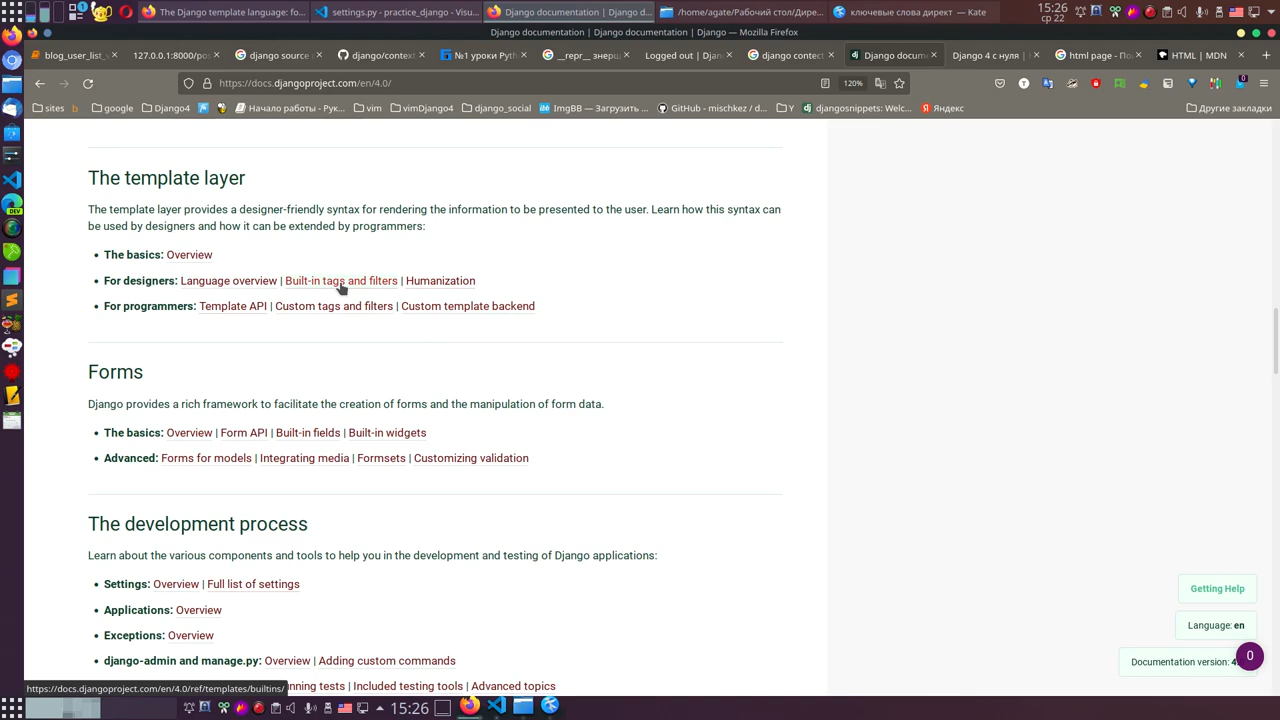 The Django template language: fo...
settings.py - practice_django - Visu...
Django documentation | Django d...
/home/agate/Рабочий стол/Дире...
ключевые слова директ : — Kate
15:26
ср 22
Django documentation | Django documentation | Django — Mozilla Firefox
blog_user_list_v
127.0.0.1:8000/pos
django source
django/context
№1 уроки Pyth
__repr__ энерш
Logged out | Djan
django context
Django docum
Django 4 с нуля |
html page - По
HTML | MDN
https://docs.djangoproject.com/en/4.0/
120%
sites
google
Django4
Начало работы - Рук...
vim
vimDjango4
django_social
ImgBB — Загрузить ...
GitHub - mischkez / d...
Y
djangosnippets: Welc...
Яндекс
Другие закладки
The template layer
The template layer provides a designer-friendly syntax for rendering the information to be presented to the user. Learn how this syntax can
be used by designers and how it can be extended by programmers:
• The basics: Overview
• For designers: Language overview | Built-in tags and filters | Humanization
• For programmers: Template API | Custom tags and filters | Custom template backend
Forms
Django provides a rich framework to facilitate the creation of forms and the manipulation of form data.
• The basics: Overview | Form API | Built-in fields | Built-in widgets
• Advanced: Forms for models | Integrating media | Formsets | Customizing validation
The development process
Learn about the various components and tools to help you in the development and testing of Django applications:
• Settings: Overview | Full list of settings
• Applications: Overview
• Exceptions: Overview
• django-admin and manage.py: Overview | Adding custom commands
nning tests | Included testing tools | Advanced topics
Getting Help
Language: en
Documentation version: 4
0
https://docs.djangoproject.com/en/4.0/ref/templates/builtins/
15:26